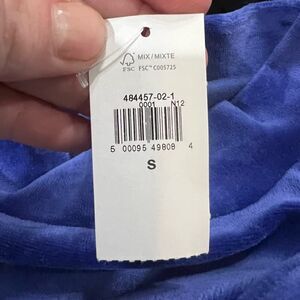 MIX/MIXTE
FSC FSC™ C005725
484457-02-1
0001 N12
5 00095 49808 4
S